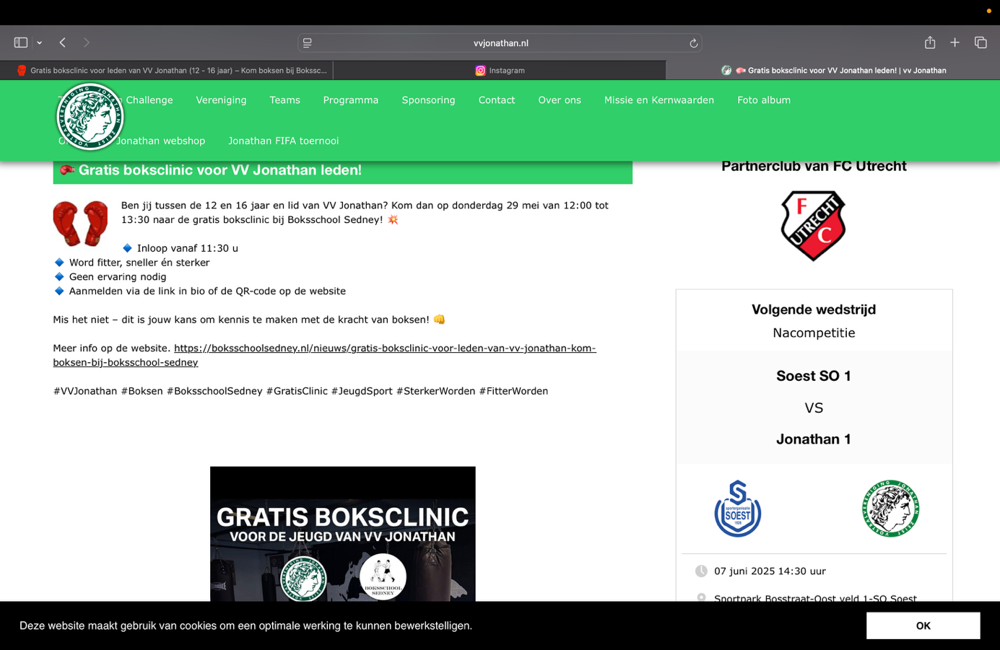 vvjonathan.nl
Gratis boksclinic voor leden van VV Jonathan (12 - 16 jaar) – Kom boksen bij Bokssc...
Instagram
🥊 Gratis boksclinic voor VV Jonathan leden! | vv Jonathan
Challenge
Vereniging
Teams
Programma
Sponsoring
Contact
Over ons
Missie en Kernwaarden
Foto album
Jonathan webshop
Jonathan FIFA toernooi
VOETBALVERENIGING JONATHAN ZEIST
🥊 Gratis boksclinic voor VV Jonathan leden!
Ben jij tussen de 12 en 16 jaar en lid van VV Jonathan? Kom dan op donderdag 29 mei van 12:00 tot
13:30 naar de gratis boksclinic bij Boksschool Sedney! 💥
🔹 Inloop vanaf 11:30 u
🔹 Word fitter, sneller én sterker
🔹 Geen ervaring nodig
🔹 Aanmelden via de link in bio of de QR-code op de website
Mis het niet – dit is jouw kans om kennis te maken met de kracht van boksen! 👊
Meer info op de website. https://boksschoolsedney.nl/nieuws/gratis-boksclinic-voor-leden-van-vv-jonathan-kom-
boksen-bij-boksschool-sedney
#VVJonathan #Boksen #BoksschoolSedney #GratisClinic #JeugdSport #SterkerWorden #FitterWorden
GRATIS BOKSCLINIC
VOOR DE JEUGD VAN VV JONATHAN
BOKSSCHOOL
SEDNEY
Partnerclub van FC Utrecht
F
UTRECHT
C
Volgende wedstrijd
Nacompetitie
Soest SO 1
VS
Jonathan 1
S
sportorganisatie
SOEST
1926
VOETBALVERENIGING JONATHAN ZEIST
07 juni 2025 14:30 uur
Sportpark Bosstraat-Oost veld 1-SO Soest
Deze website maakt gebruik van cookies om een optimale werking te kunnen bewerkstelligen.
OK